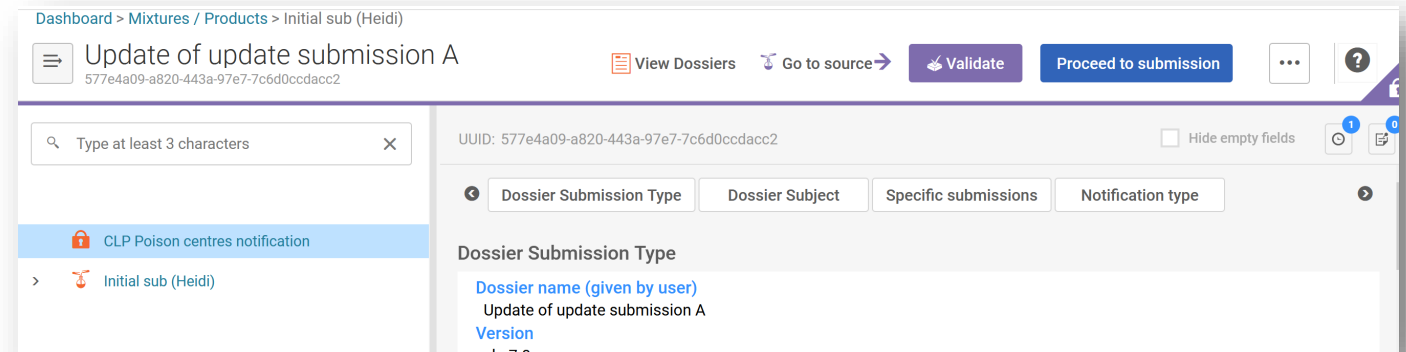 Dashboard > Mixtures / Products > Initial sub (Heidi)
Update of update submission A
577e4a09-a820-443a-97e7-7c6d0ccdacc2
View Dossiers
Go to source
Validate
Proceed to submission
Type at least 3 characters
UUID: 577e4a09-a820-443a-97e7-7c6d0ccdacc2
Hide empty fields
1
0
Dossier Submission Type
Dossier Subject
Specific submissions
Notification type
CLP Poison centres notification
Initial sub (Heidi)
Dossier Submission Type
Dossier name (given by user)
Update of update submission A
Version